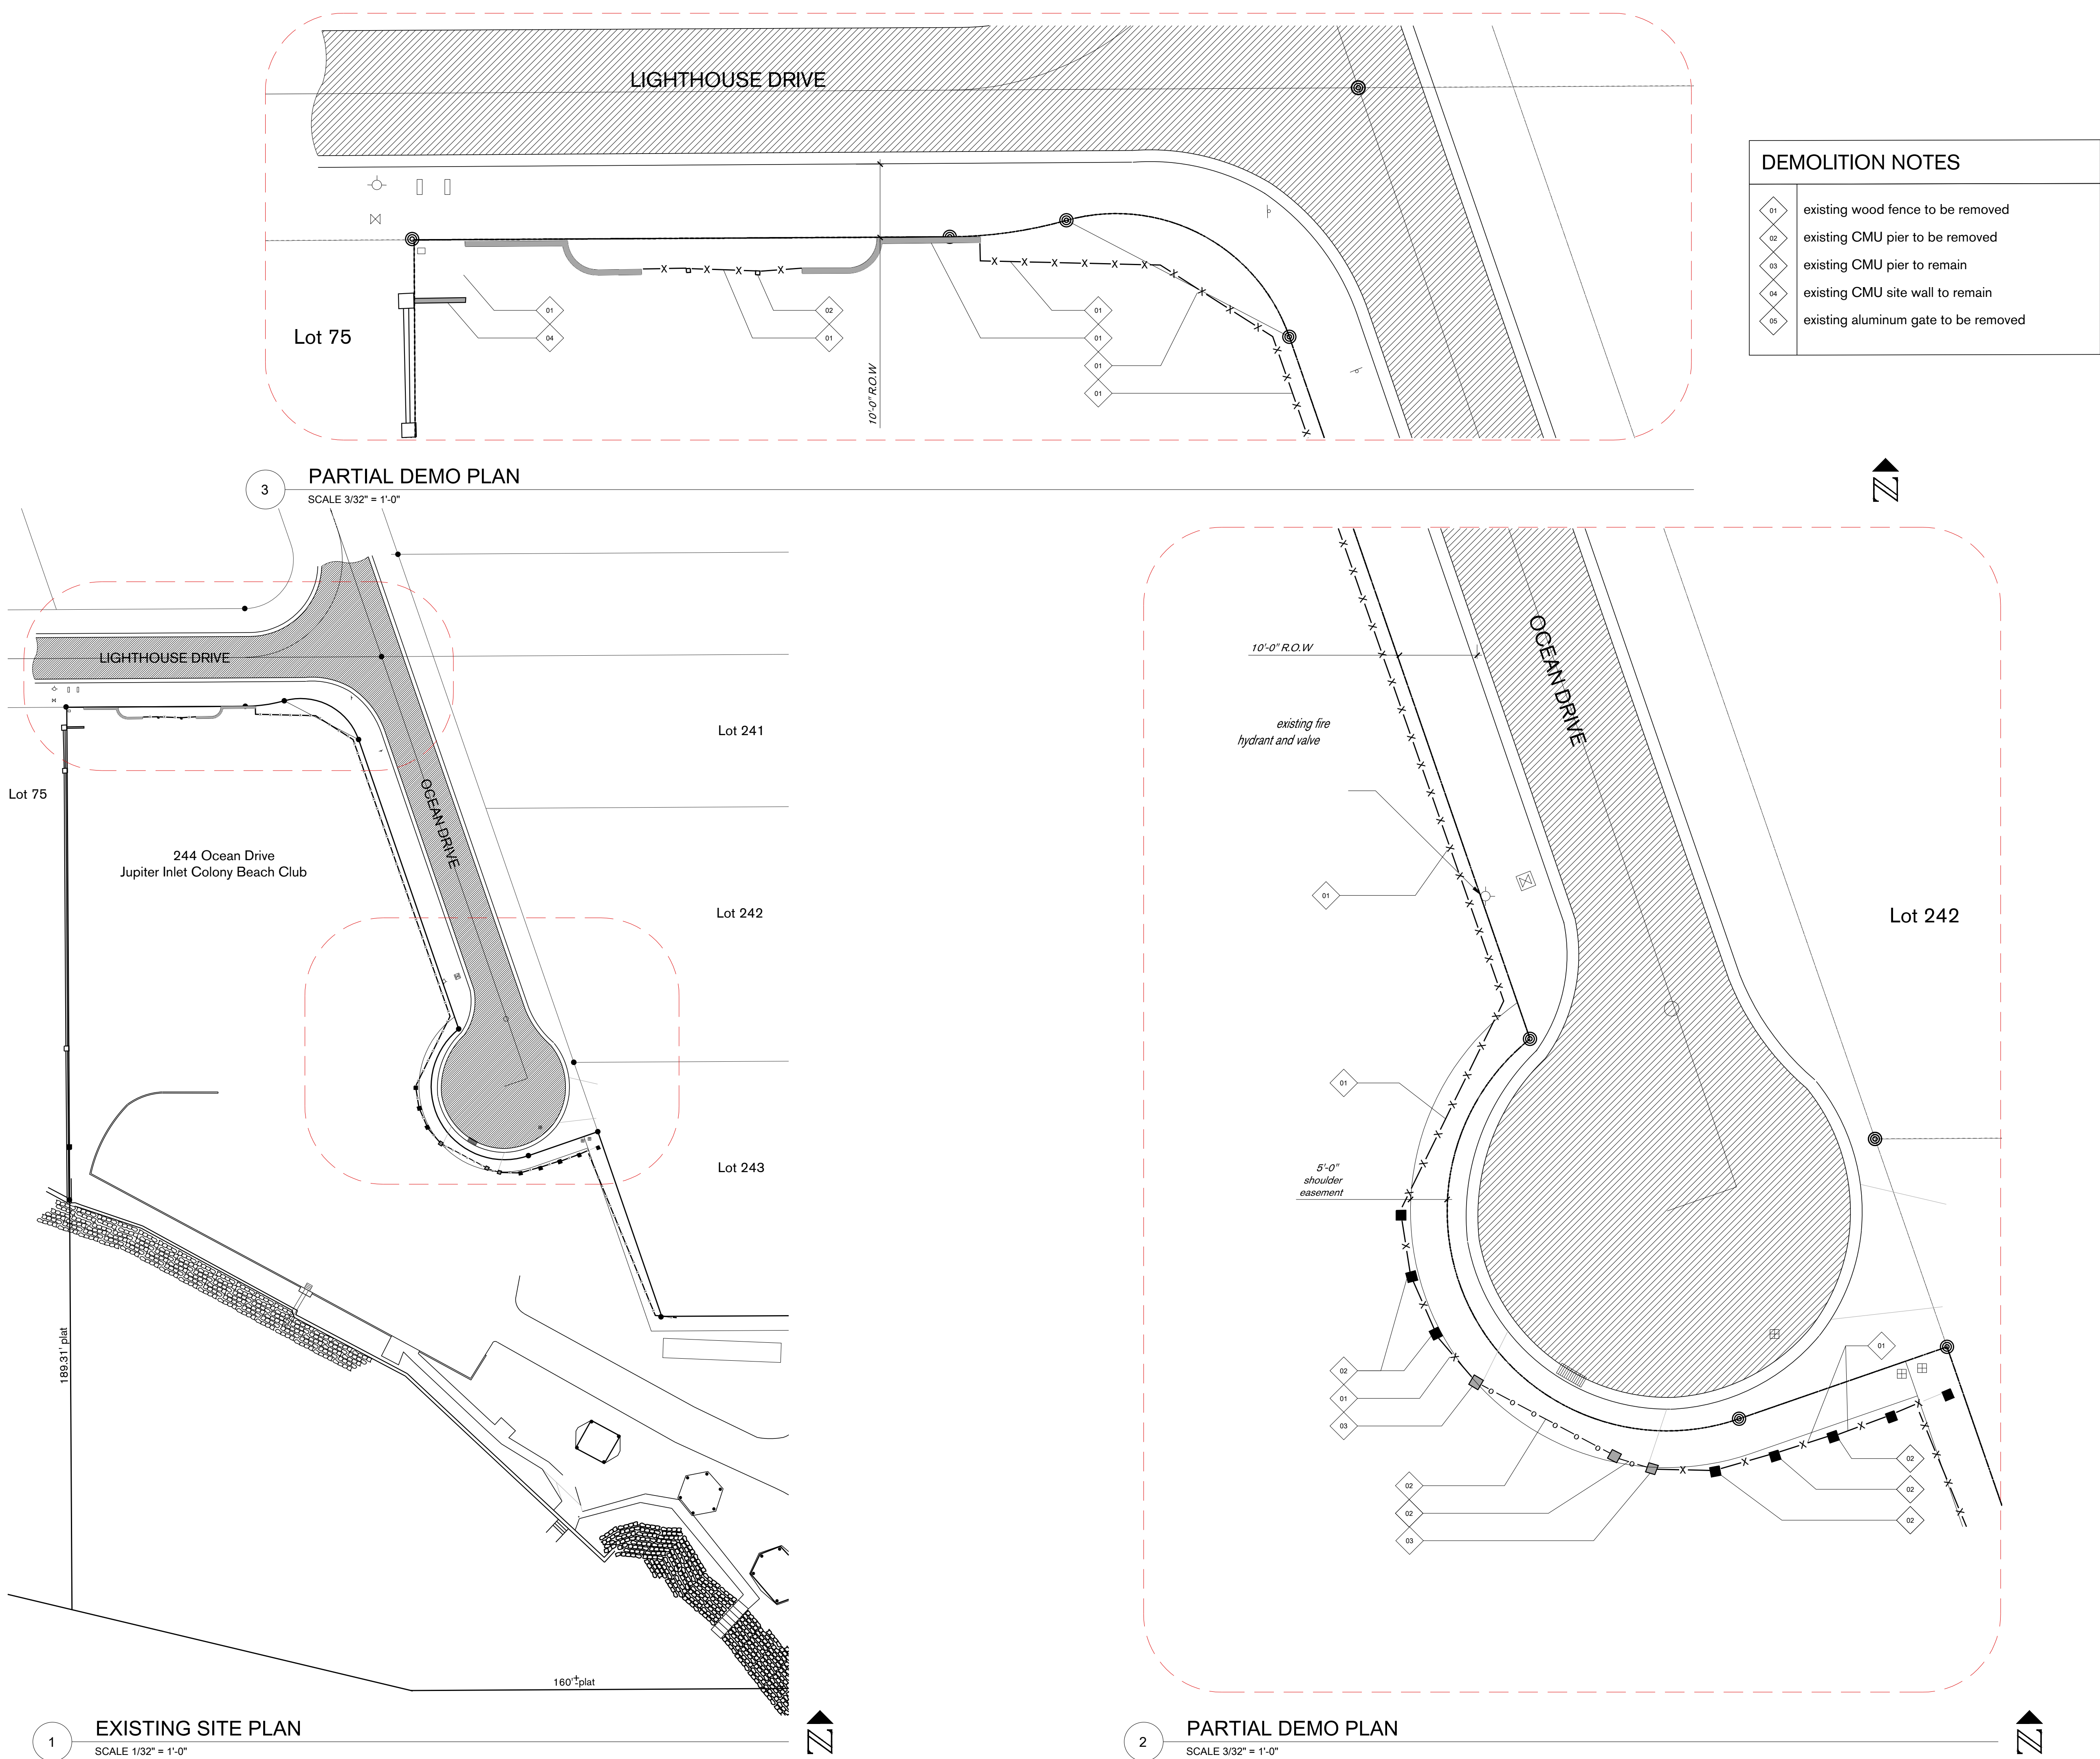 LIGHTHOUSE DRIVE
Lot 75
10'-0" R.O.W
01
04
02
01
01
01
01
01
3
PARTIAL DEMO PLAN
SCALE 3/32" = 1'-0"
DEMOLITION NOTES
01 existing wood fence to be removed
02 existing CMU pier to be removed
03 existing CMU pier to remain
04 existing CMU site wall to remain
05 existing aluminum gate to be removed
N
LIGHTHOUSE DRIVE
OCEAN DRIVE
Lot 241
Lot 75
244 Ocean Drive
Jupiter Inlet Colony Beach Club
Lot 242
Lot 243
189.31' plat
160'± plat
1
EXISTING SITE PLAN
SCALE 1/32" = 1'-0"
N
10'-0" R.O.W
OCEAN DRIVE
existing fire
hydrant and valve
01
Lot 242
01
5'-0"
shoulder
easement
01
02
01
03
02
02
03
02
02
02
2
PARTIAL DEMO PLAN
SCALE 3/32" = 1'-0"
N